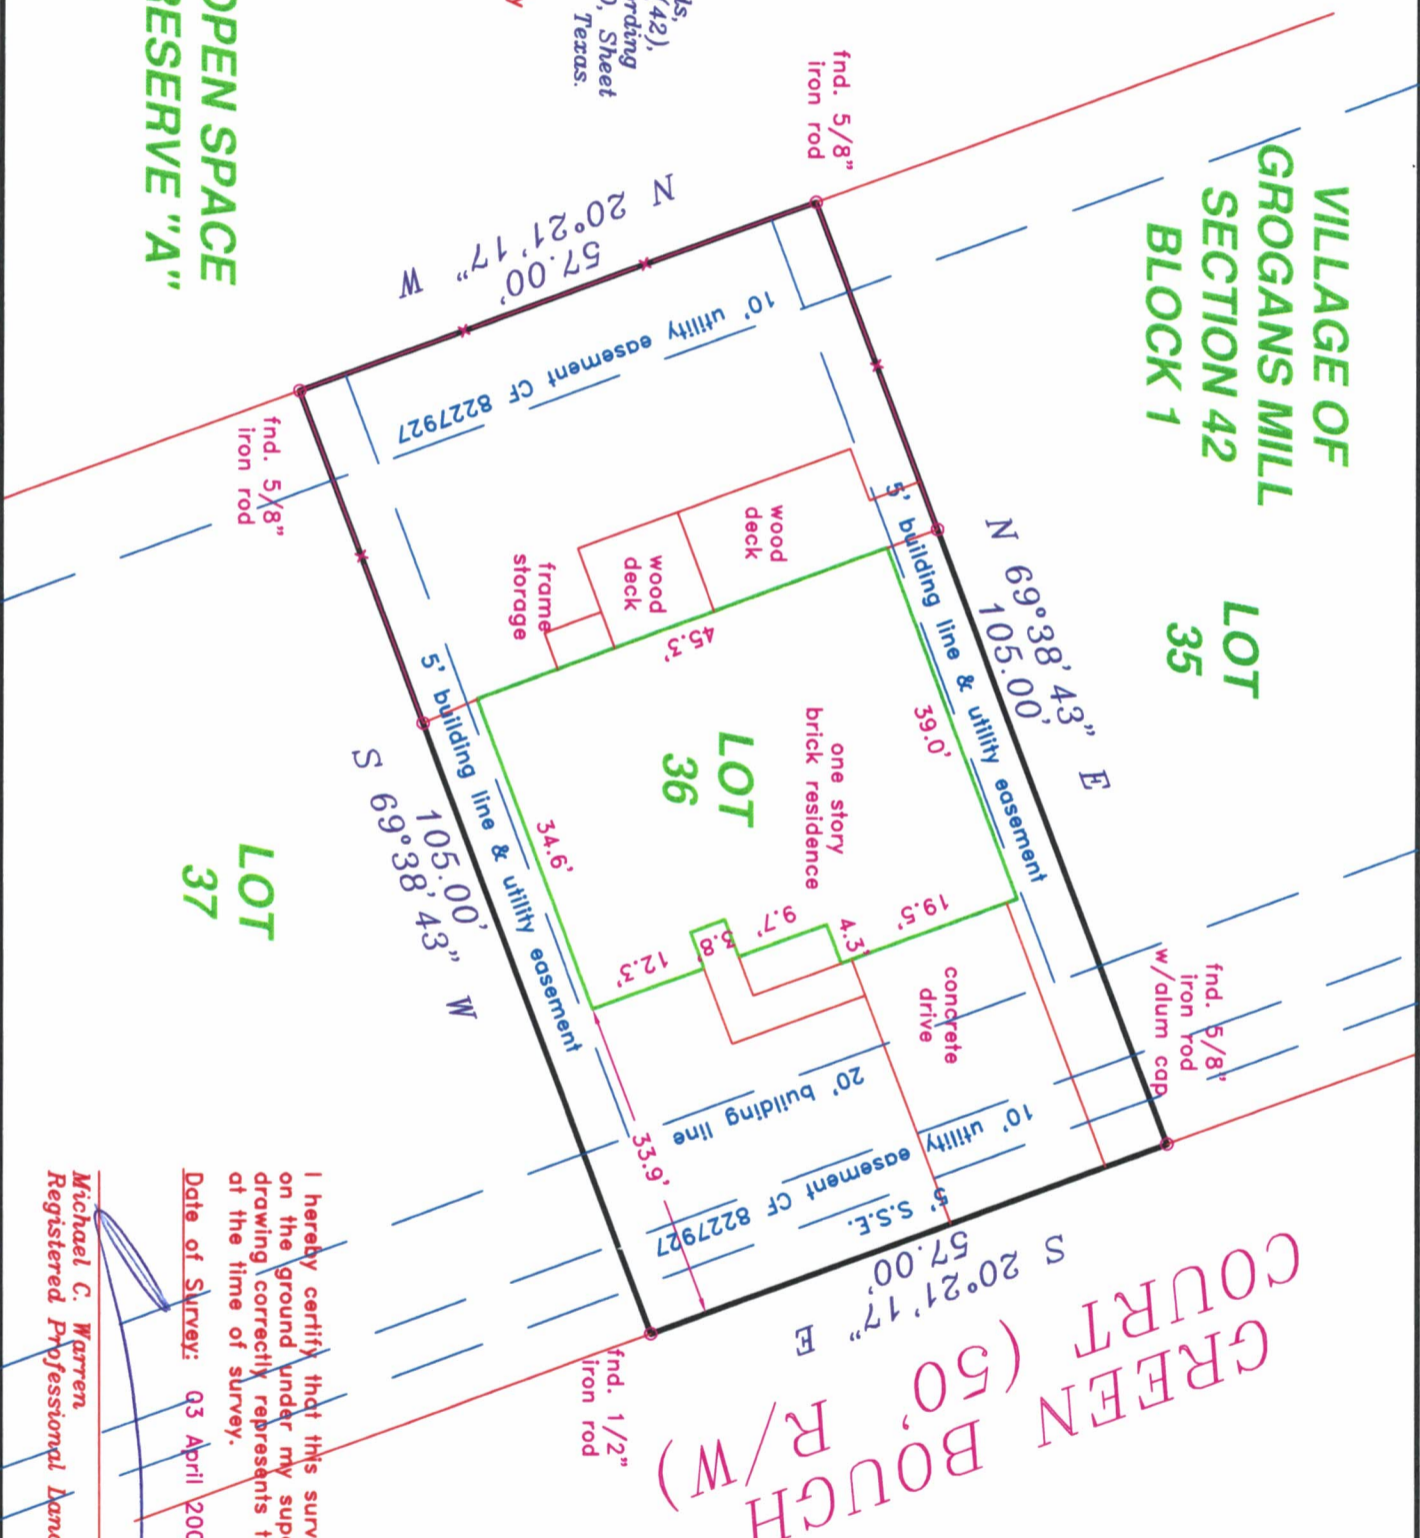 VILLAGE OF
GROGANS MILL
SECTION 42
BLOCK 1
LOT
35
OPEN SPACE
RESERVE "A"
42),
Sheet
Texas.
fnd. 5/8"
iron rod
N 20°21'17" W
57.00'
10' utility easement CF 8227927
fnd. 5/8"
iron rod
N 69°38'43" E
105.00'
5' building line & utility easement
wood
deck
wood
deck
frame
storage
45.3'
39.0'
one story
brick residence
LOT
36
34.6'
19.5'
4.3'
9.7'
3.8'
12.3'
5' building line & utility easement
105.00'
S 69°38'43" W
LOT
37
concrete
drive
fnd. 5/8"
iron rod
w/alum cap
20' building line
33.9'
10' utility easement CF 8227927
5' S.S.E.
57.00'
S 20°21'17" E
fnd. 1/2"
iron rod
GREEN BOUGH
COURT (50' R/W)
I hereby certify that this
on the ground under my
drawing correctly represents
at the time of survey.
Date of Survey: 03 April
Michael C. Warren
Registered Professional